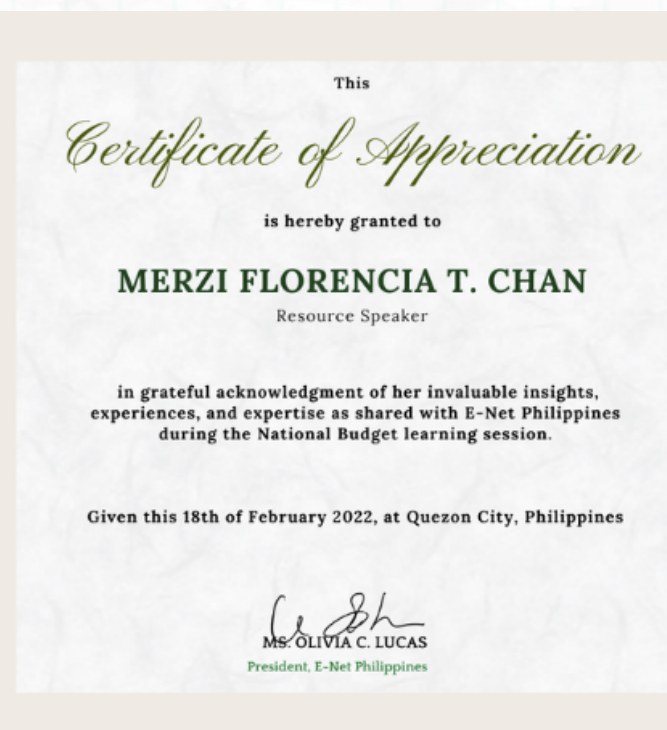 This
Certificate of Appreciation
is hereby granted to
MERZI FLORENCIA T. CHAN
Resource Speaker
in grateful acknowledgment of her invaluable insights,
experiences, and expertise as shared with E-Net Philippines
during the National Budget learning session.
Given this 18th of February 2022, at Quezon City, Philippines
MS. OLIVIA C. LUCAS
President, E-Net Philippines